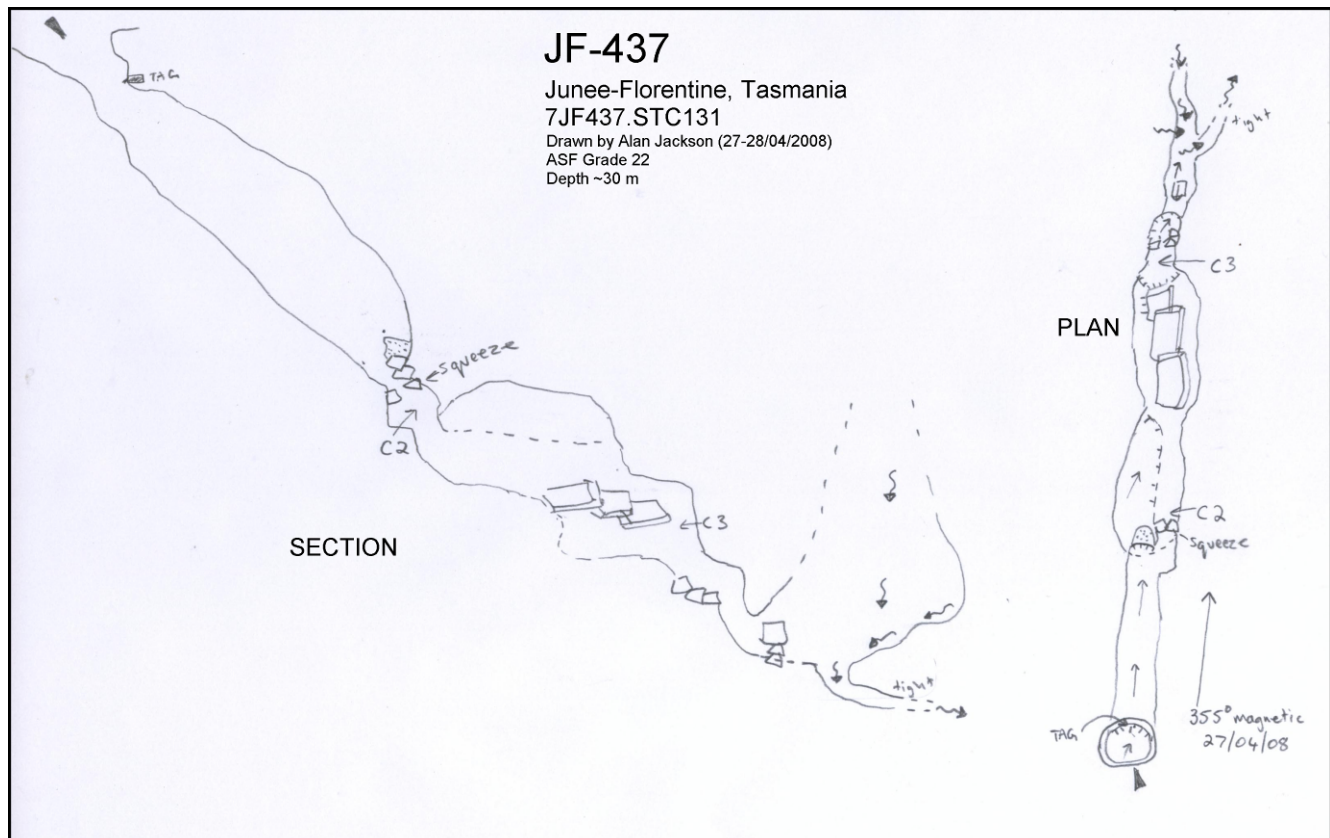 JF-437
Junee-Florentine, Tasmania
7JF437.STC131
Drawn by Alan Jackson (27-28/04/2008)
ASF Grade 22
Depth ~30 m
TAG
squeeze
C2
C3
SECTION
tight
tight
C3
PLAN
C2
squeeze
TAG
355° magnetic
27/04/08